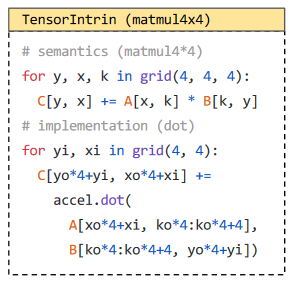 TensorIntrin (matmul4x4)
# semantics (matmul4*4)
for y, x, k in grid(4, 4, 4):
C[y, x] += A[x, k] * B[k, y]
# implementation (dot)
for yi, xi in grid(4, 4):
C[yo*4+yi, xo*4+xi] +=
accel.dot(
A[xo*4+xi, ko*4:ko*4+4],
B[ko*4:ko*4+4, yo*4+yi])